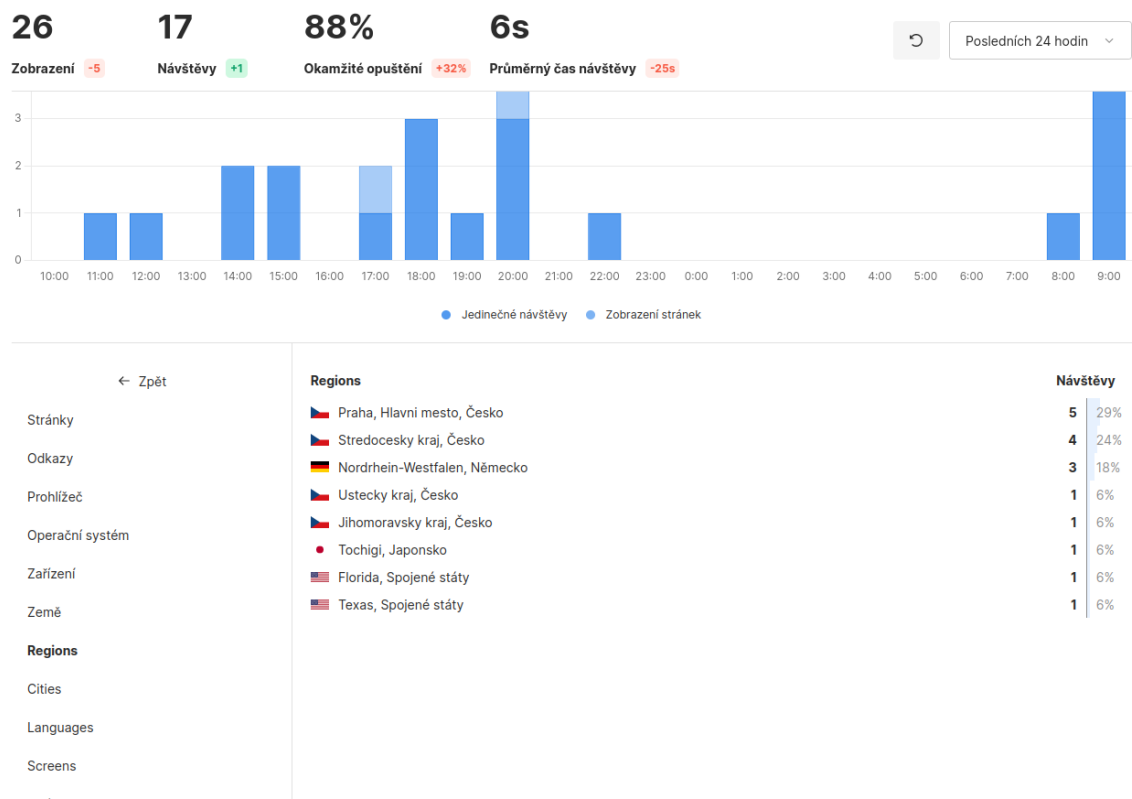 26 17 88% 6s
Zobrazení -5 Návštěvy +1 Okamžité opuštění +32% Průměrný čas návštěvy -25s
Posledních 24 hodin
3
2
1
0
10:00 11:00 12:00 13:00 14:00 15:00 16:00 17:00 18:00 19:00 20:00 21:00 22:00 23:00 0:00 1:00 2:00 3:00 4:00 5:00 6:00 7:00 8:00 9:00
Jedinečné návštěvy Zobrazení stránek
← Zpět
Stránky
Odkazy
Prohlížeč
Operační systém
Zařízení
Země
Regions
Cities
Languages
Screens
Regions Návštěvy
Praha, Hlavni mesto, Česko 5 29%
Stredocesky kraj, Česko 4 24%
Nordrhein-Westfalen, Německo 3 18%
Ustecky kraj, Česko 1 6%
Jihomoravsky kraj, Česko 1 6%
Tochigi, Japonsko 1 6%
Florida, Spojené státy 1 6%
Texas, Spojené státy 1 6%